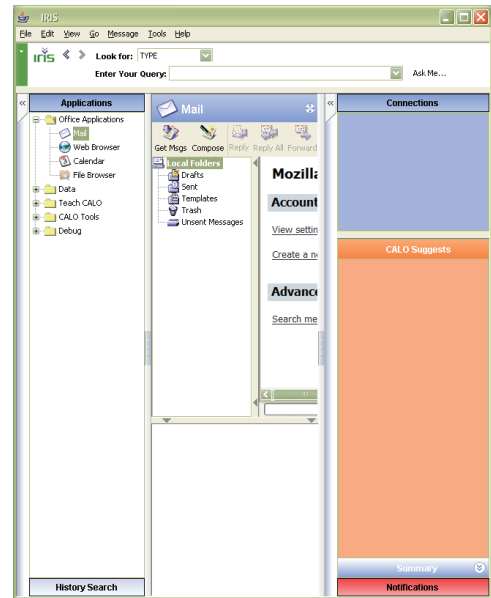 IRIS
File Edit View Go Message Tools Help
iris Look for: TYPE
Enter Your Query: Ask Me...
Applications
Office Applications
Mail
Web Browser
Calendar
File Browser
Data
Teach CALO
CALO Tools
Debug
History Search
Mail
Get Msgs Compose Reply Reply All Forward
Local Folders
Drafts
Sent
Templates
Trash
Unsent Messages
Mozilla
Account
View settin
Create a ne
Advance
Search me
Connections
CALO Suggests
Summary
Notifications